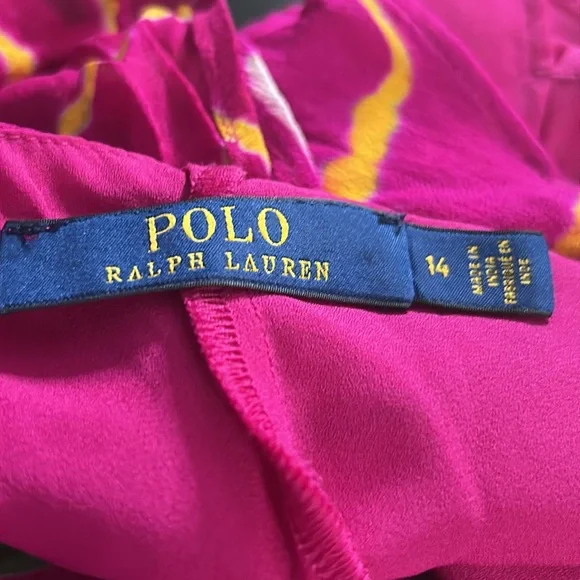 POLO
RALPH LAUREN
14
MADE IN
INDIA
FABRIQUÉ EN
INDE